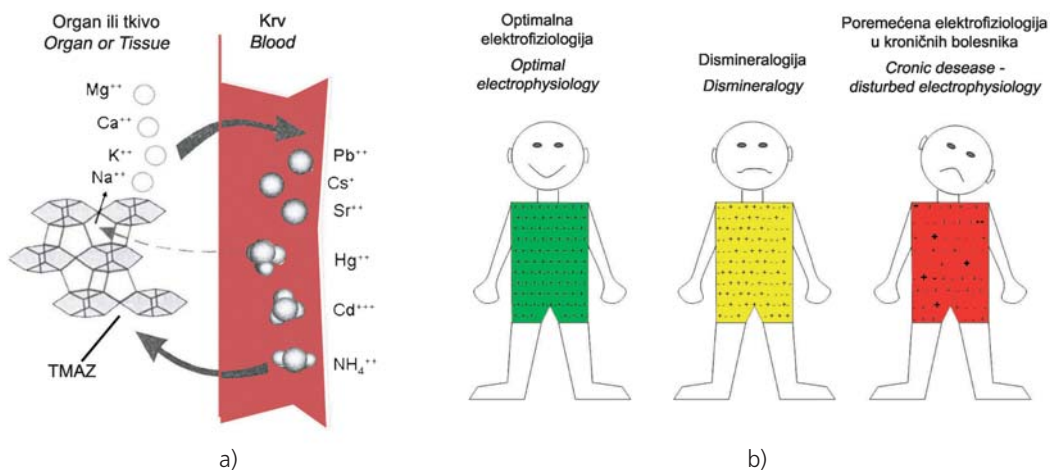 Organ ili tkivo
Organ or Tissue
Krv
Blood
Mg⁺⁺
Ca⁺⁺
K⁺⁺
Na⁺⁺
TMAZ
Pb⁺⁺
Cs⁺
Sr⁺⁺
Hg⁺⁺
Cd⁺⁺⁺
NH₄⁺⁺
a)
Optimalna
elektrofiziologija
Optimal
electrophysiology
Dismineralogija
Dismineralogy
Poremećena elektrofiziologija
u kroničnih bolesnika
Cronic desease -
disturbed electrophysiology
b)